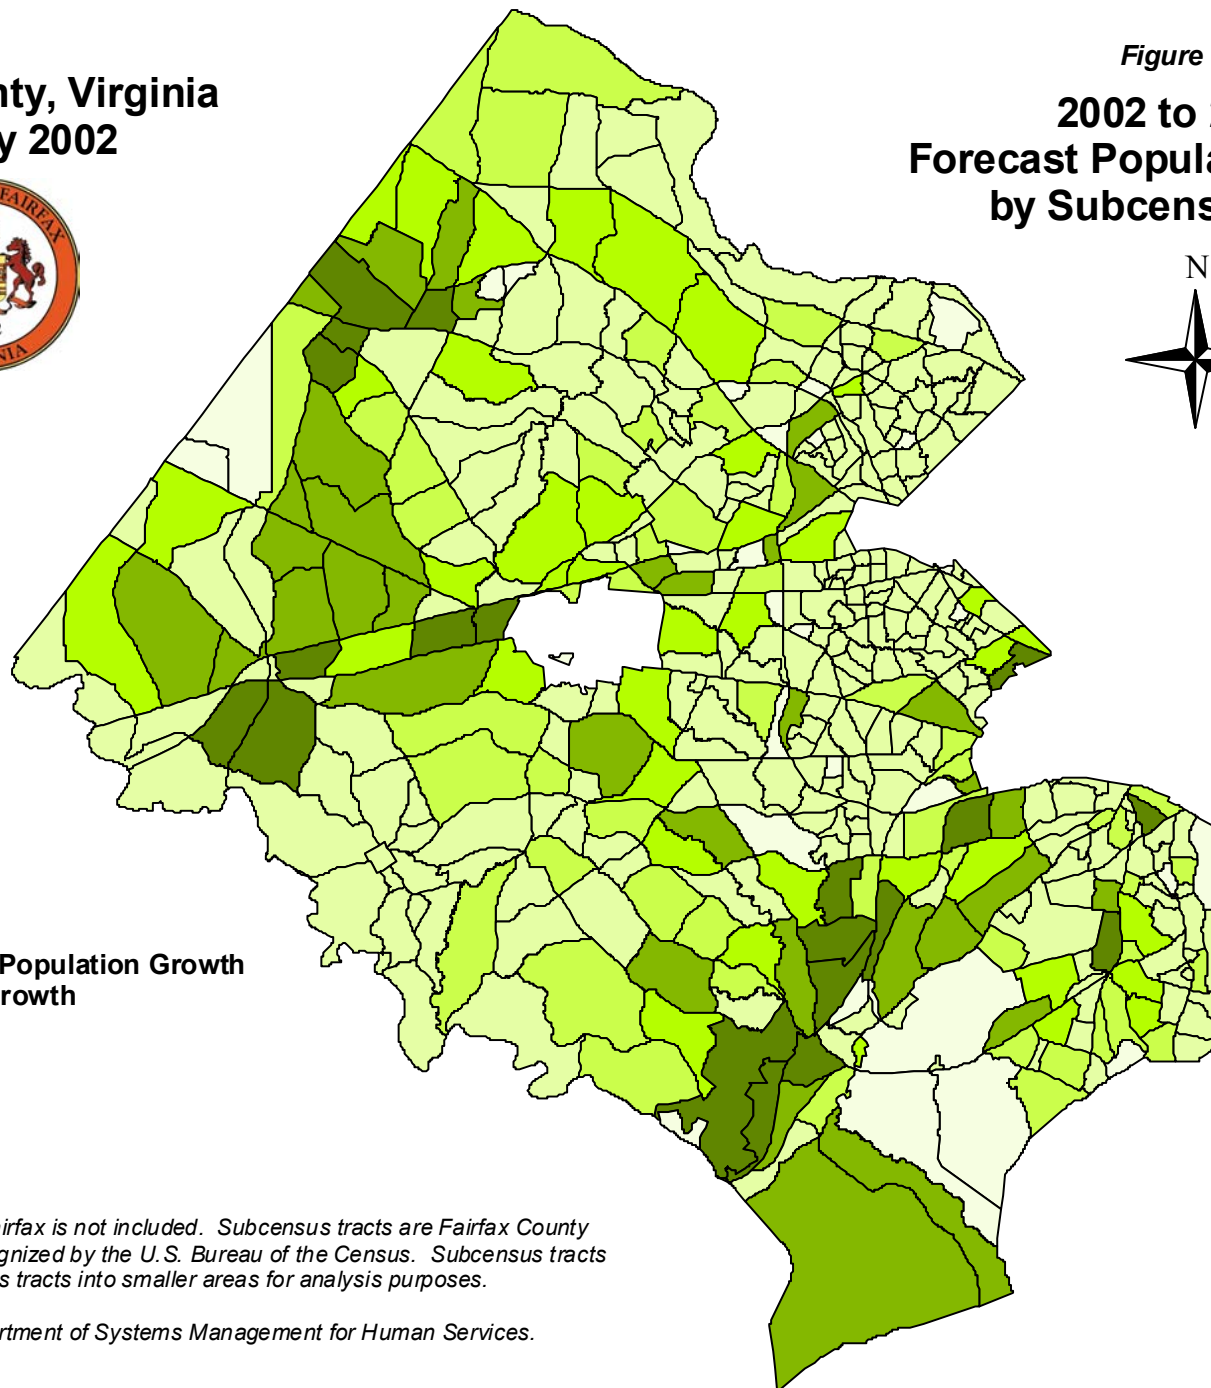 nty, Virginia
y 2002
FAIRFAX
NIA
Figure
2002 to
Forecast Popula
by Subcens
N
Population Growth
rowth
irfax is not included. Subcensus tracts are Fairfax County
gnized by the U.S. Bureau of the Census. Subcensus tracts
s tracts into smaller areas for analysis purposes.
rtment of Systems Management for Human Services.